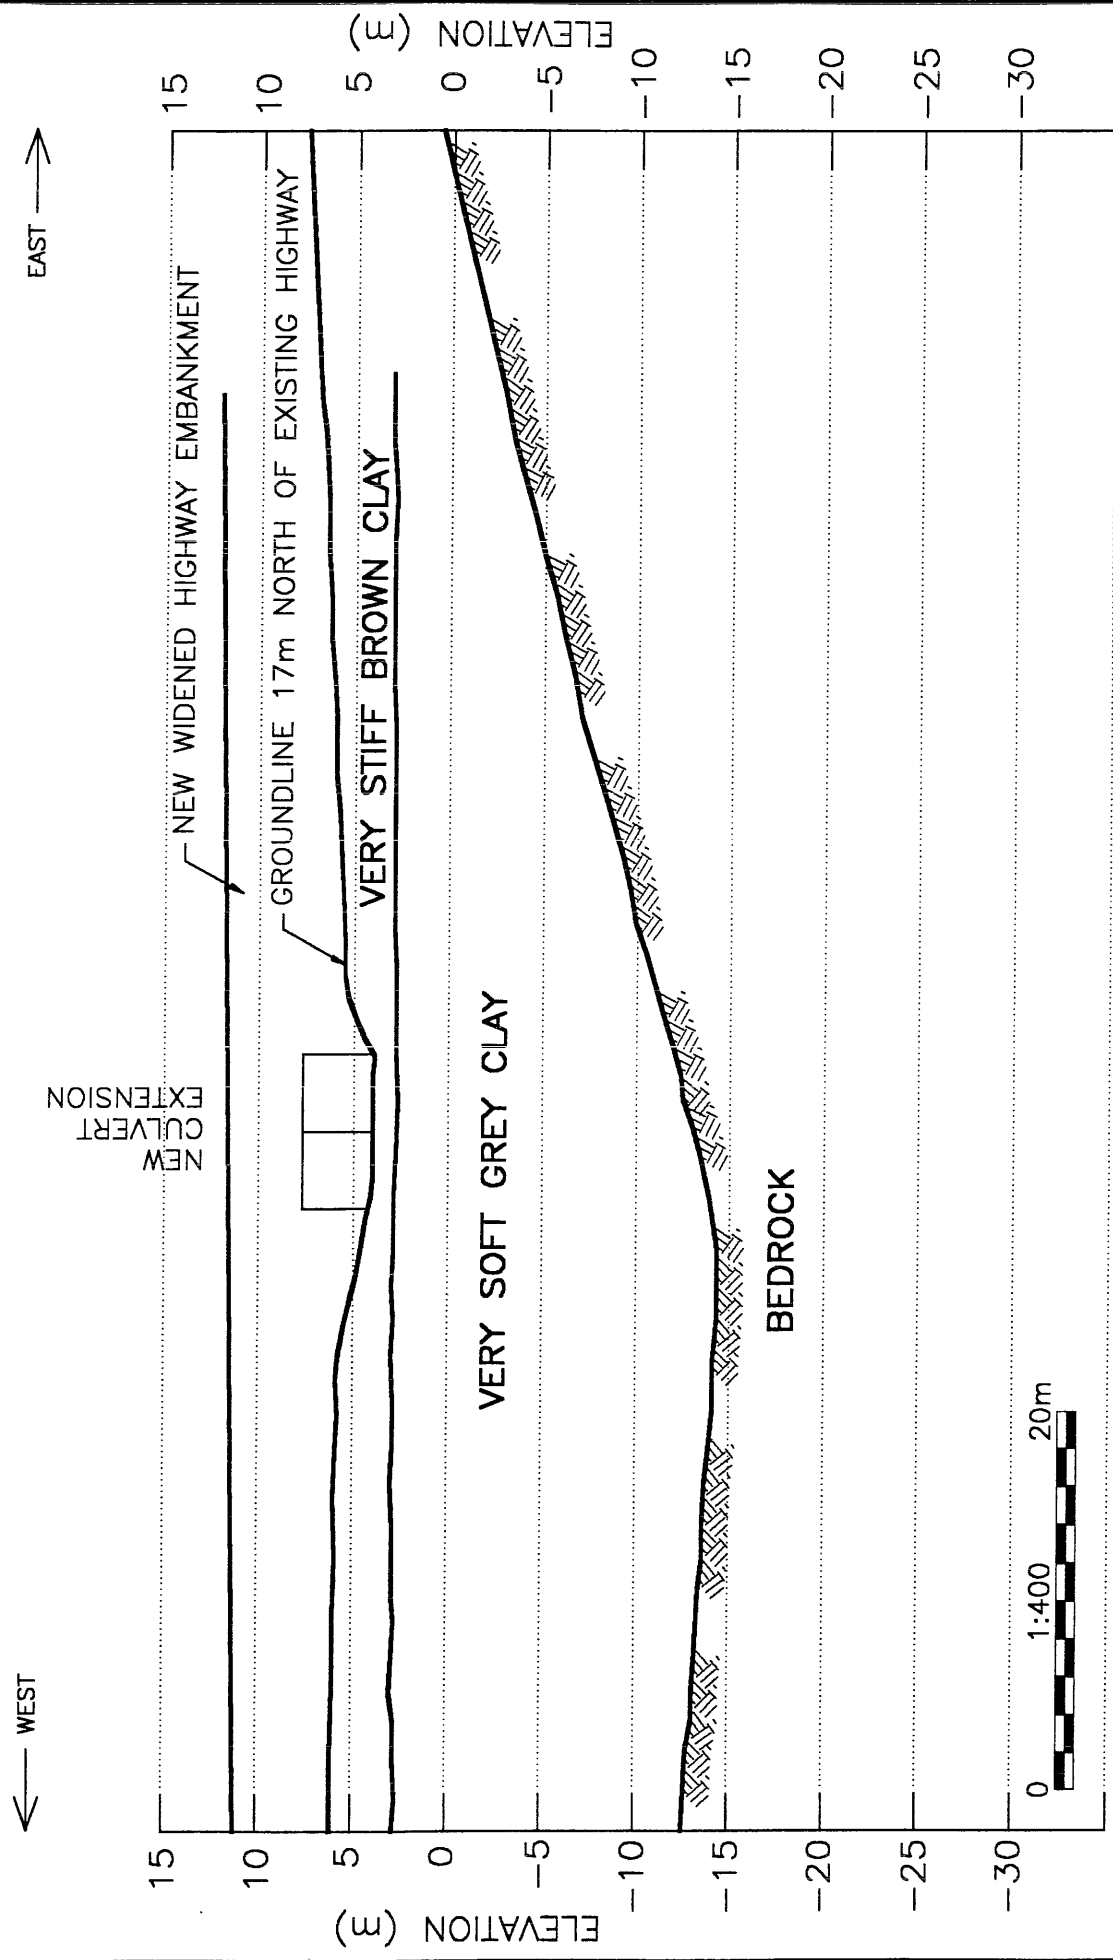 WEST
EAST
ELEVATION (m)
15
10
5
0
-5
-10
-15
-20
-25
-30
NEW
CULVERT
EXTENSION
NEW WIDENED HIGHWAY EMBANKMENT
GROUNDLINE 17m NORTH OF EXISTING HIGHWAY
VERY STIFF BROWN CLAY
VERY SOFT GREY CLAY
BEDROCK
0 1:400 20m
ELEVATION (m)
15
10
5
0
-5
-10
-15
-20
-25
-30